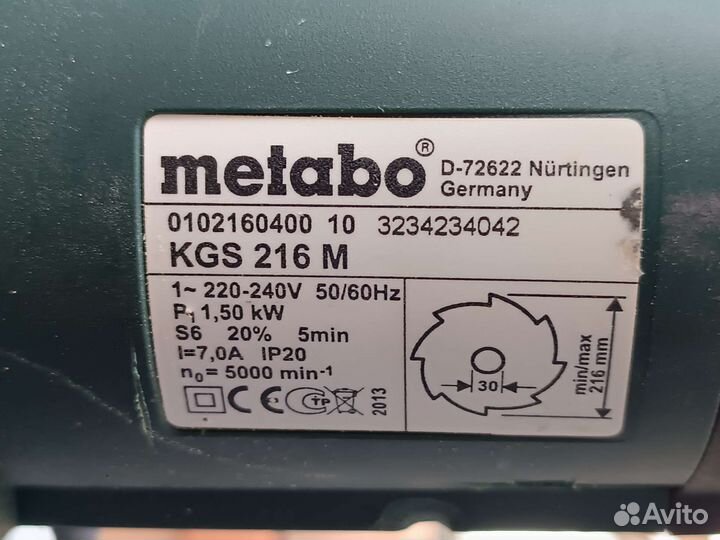 metabo®
D-72622 Nürtingen
Germany
0102160400 10 3234234042
KGS 216 M
1~ 220-240V 50/60Hz
P₁ 1,50 kW
S6 20% 5min
I=7,0A IP20
n₀ = 5000 min⁻¹
CE
2013
30
min/max
216 mm
Avito